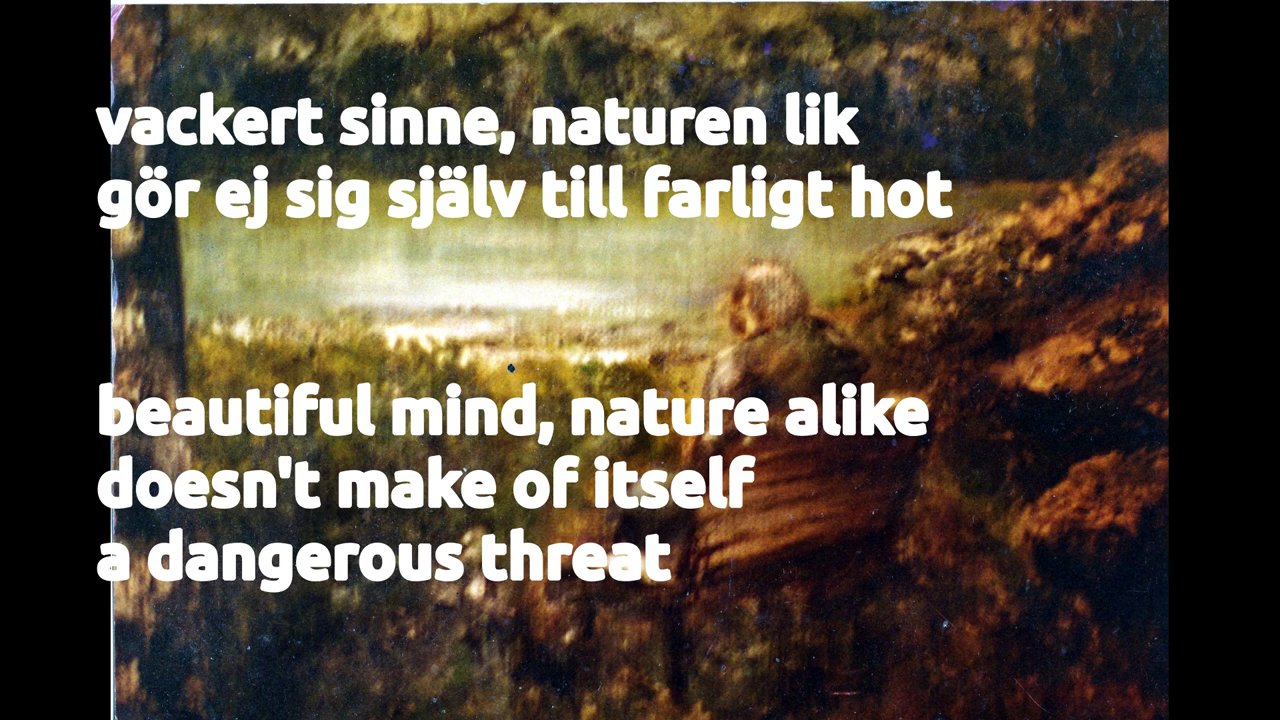 vackert sinne, naturen lik
gör ej sig själv till farligt hot
beautiful mind, nature alike
doesn't make of itself
a dangerous threat